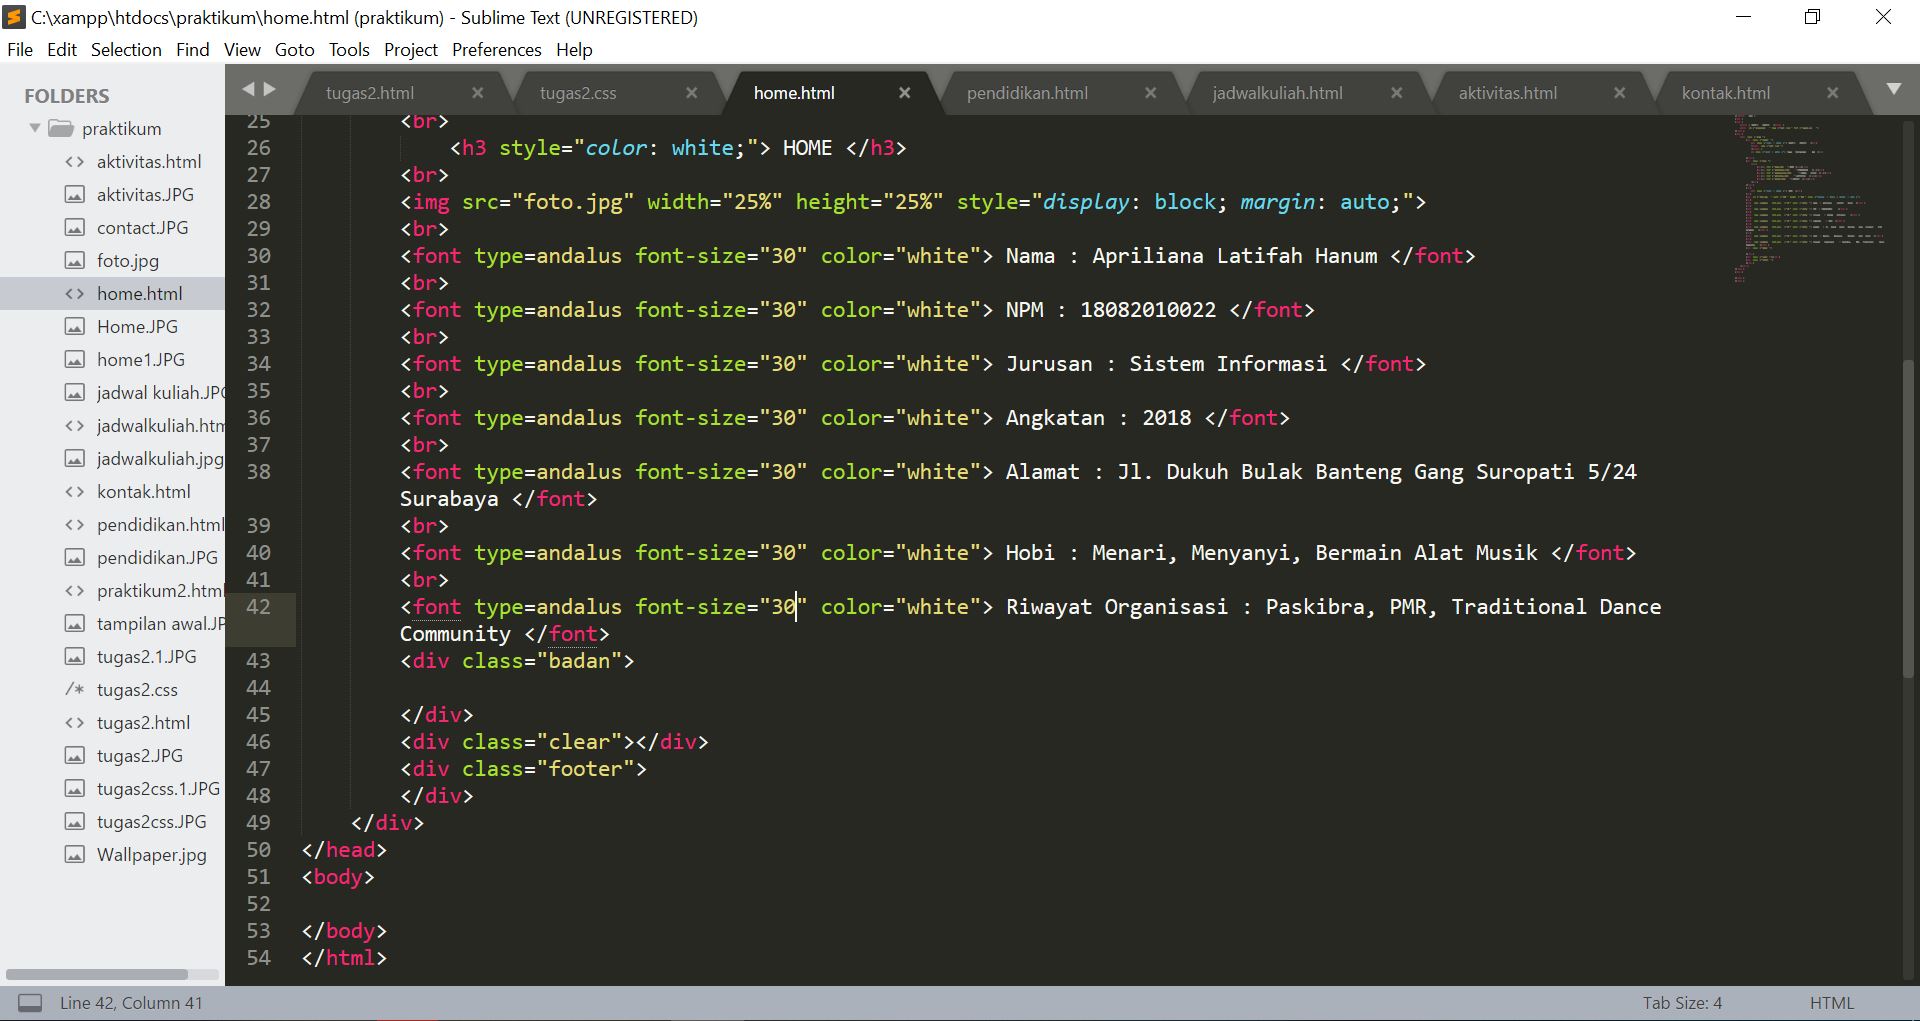 C:\xampp\htdocs\praktikum\home.html (praktikum) - Sublime Text (UNREGISTERED)
File Edit Selection Find View Goto Tools Project Preferences Help
FOLDERS
praktikum
aktivitas.html
aktivitas.JPG
contact.JPG
foto.jpg
home.html
Home.JPG
home1.JPG
jadwal kuliah.JPG
jadwalkuliah.htm
jadwalkuliah.jpg
kontak.html
pendidikan.html
pendidikan.JPG
praktikum2.html
tampilan awal.JP
tugas2.1.JPG
/* tugas2.css
tugas2.html
tugas2.JPG
tugas2css.1.JPG
tugas2css.JPG
Wallpaper.jpg
tugas2.html tugas2.css home.html pendidikan.html jadwalkuliah.html aktivitas.html kontak.html
25 <br>
26 <h3 style="color: white;"> HOME </h3>
27 <br>
28 <img src="foto.jpg" width="25%" height="25%" style="display: block; margin: auto;">
29 <br>
30 <font type=andalus font-size="30" color="white"> Nama : Apriliana Latifah Hanum </font>
31 <br>
32 <font type=andalus font-size="30" color="white"> NPM : 18082010022 </font>
33 <br>
34 <font type=andalus font-size="30" color="white"> Jurusan : Sistem Informasi </font>
35 <br>
36 <font type=andalus font-size="30" color="white"> Angkatan : 2018 </font>
37 <br>
38 <font type=andalus font-size="30" color="white"> Alamat : Jl. Dukuh Bulak Banteng Gang Suropati 5/24
Surabaya </font>
39 <br>
40 <font type=andalus font-size="30" color="white"> Hobi : Menari, Menyanyi, Bermain Alat Musik </font>
41 <br>
42 <font type=andalus font-size="30" color="white"> Riwayat Organisasi : Paskibra, PMR, Traditional Dance
Community </font>
43 <div class="badan">
44
45 </div>
46 <div class="clear"></div>
47 <div class="footer">
48 </div>
49 </div>
50 </head>
51 <body>
52
53 </body>
54 </html>
Line 42, Column 41
Tab Size: 4
HTML